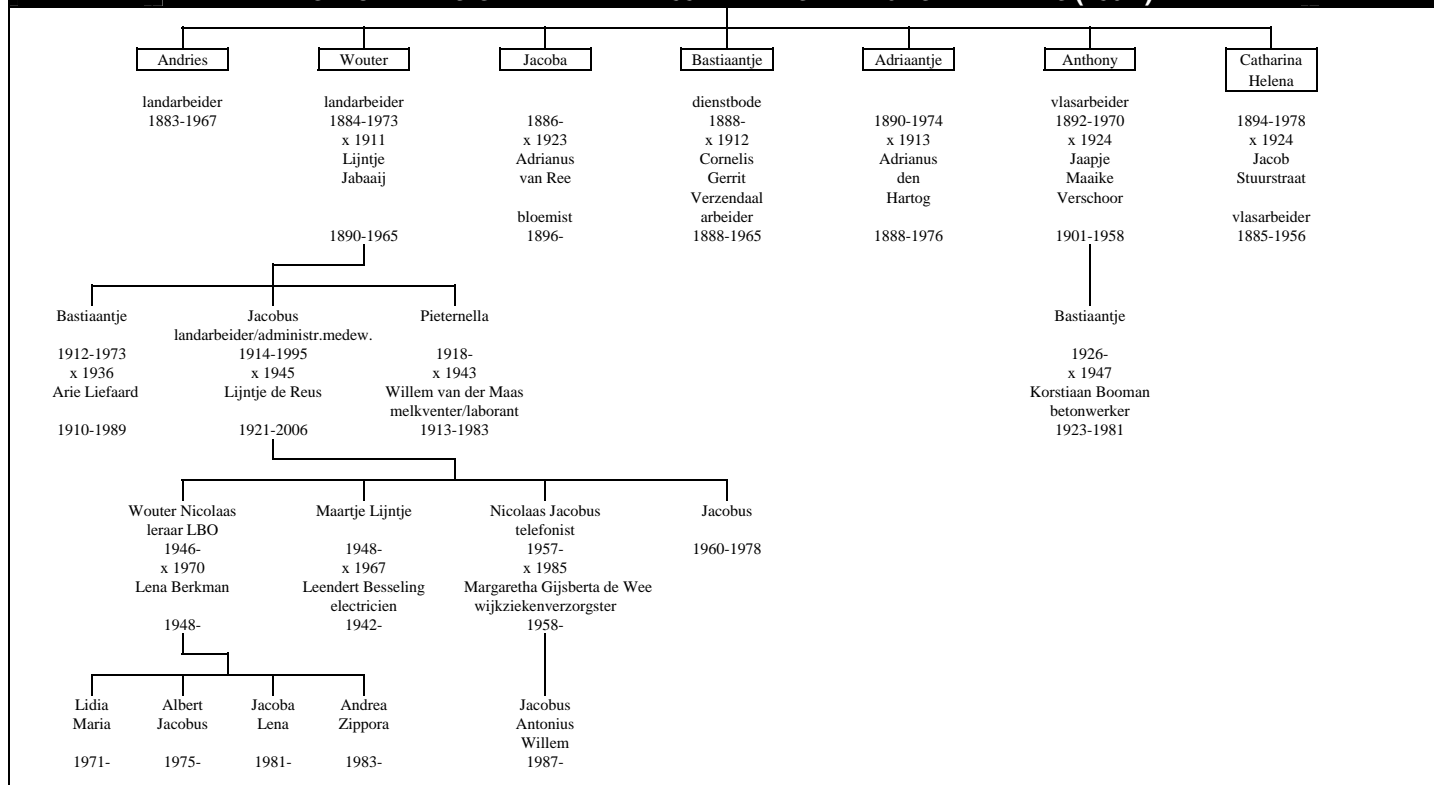 Andries
landarbeider
1883-1967
Wouter
landarbeider
1884-1973
x 1911
Lijntje
Jabaaij
1890-1965
Jacoba
1886-
x 1923
Adrianus
van Ree
bloemist
1896-
Bastiaantje
dienstbode
1888-
x 1912
Cornelis
Gerrit
Verzendaal
arbeider
1888-1965
Adriaantje
1890-1974
x 1913
Adrianus
den
Hartog
1888-1976
Anthony
vlasarbeider
1892-1970
x 1924
Jaapje
Maaike
Verschoor
1901-1958
Catharina
Helena
1894-1978
x 1924
Jacob
Stuurstraat
vlasarbeider
1885-1956
Bastiaantje
1912-1973
x 1936
Arie Liefaard
1910-1989
Jacobus
landarbeider/administr.medew.
1914-1995
x 1945
Lijntje de Reus
1921-2006
Pieternella
1918-
x 1943
Willem van der Maas
melkventer/laborant
1913-1983
Bastiaantje
1926-
x 1947
Korstiaan Booman
betonwerker
1923-1981
Wouter Nicolaas
leraar LBO
1946-
x 1970
Lena Berkman
1948-
Maartje Lijntje
1948-
x 1967
Leendert Besseling
electricien
1942-
Nicolaas Jacobus
telefonist
1957-
x 1985
Margaretha Gijsberta de Wee
wijkziekenverzorgster
1958-
Jacobus
1960-1978
Lidia
Maria
1971-
Albert
Jacobus
1975-
Jacoba
Lena
1981-
Andrea
Zippora
1983-
Jacobus
Antonius
Willem
1987-